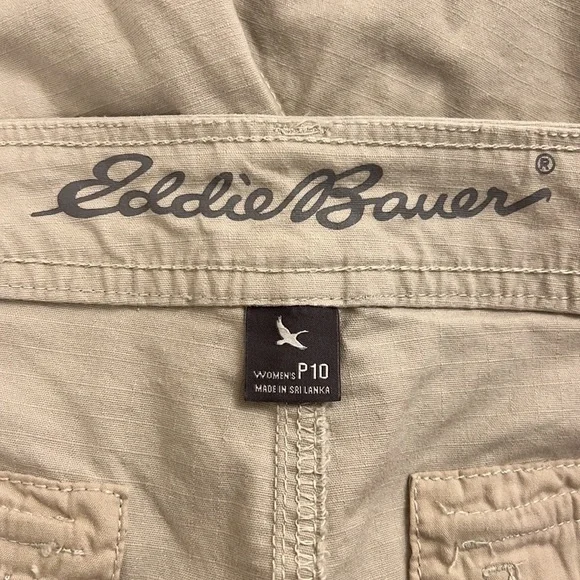 Eddie Bauer®
WOMEN'S P10
MADE IN SRI LANKA